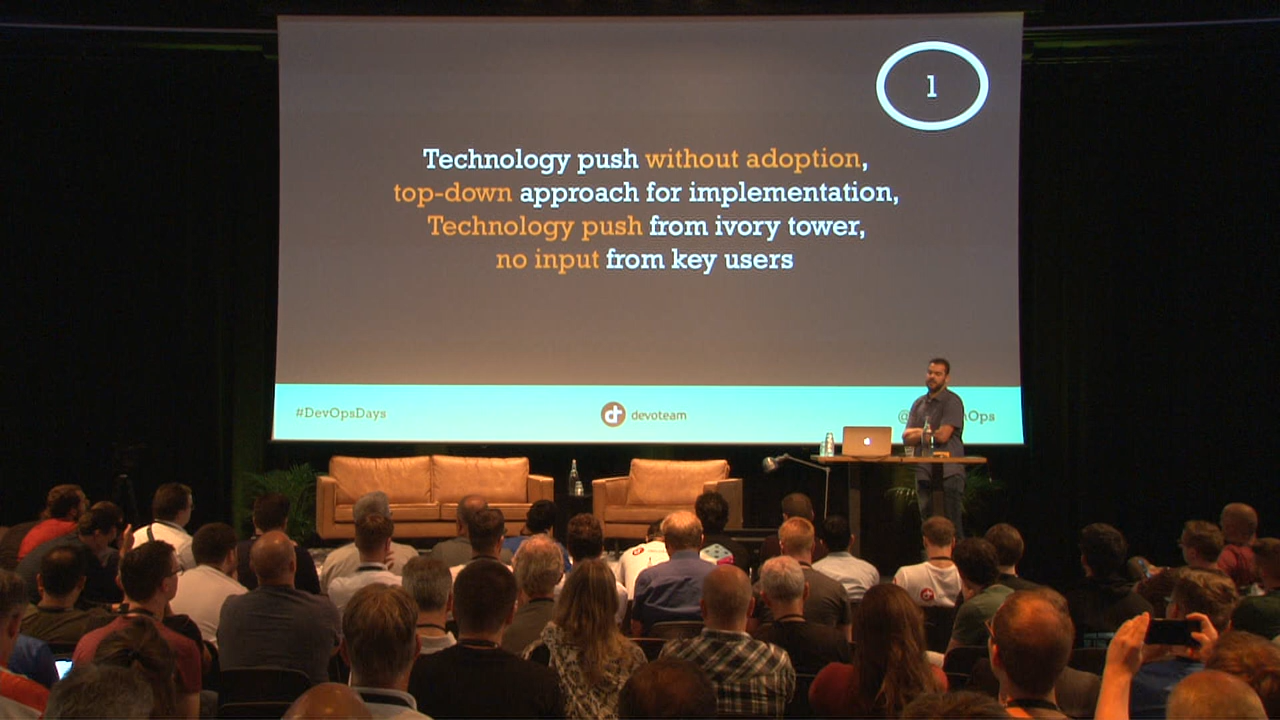 1
Technology push without adoption,
top-down approach for implementation,
Technology push from ivory tower,
no input from key users
#DevOpsDays
devoteam